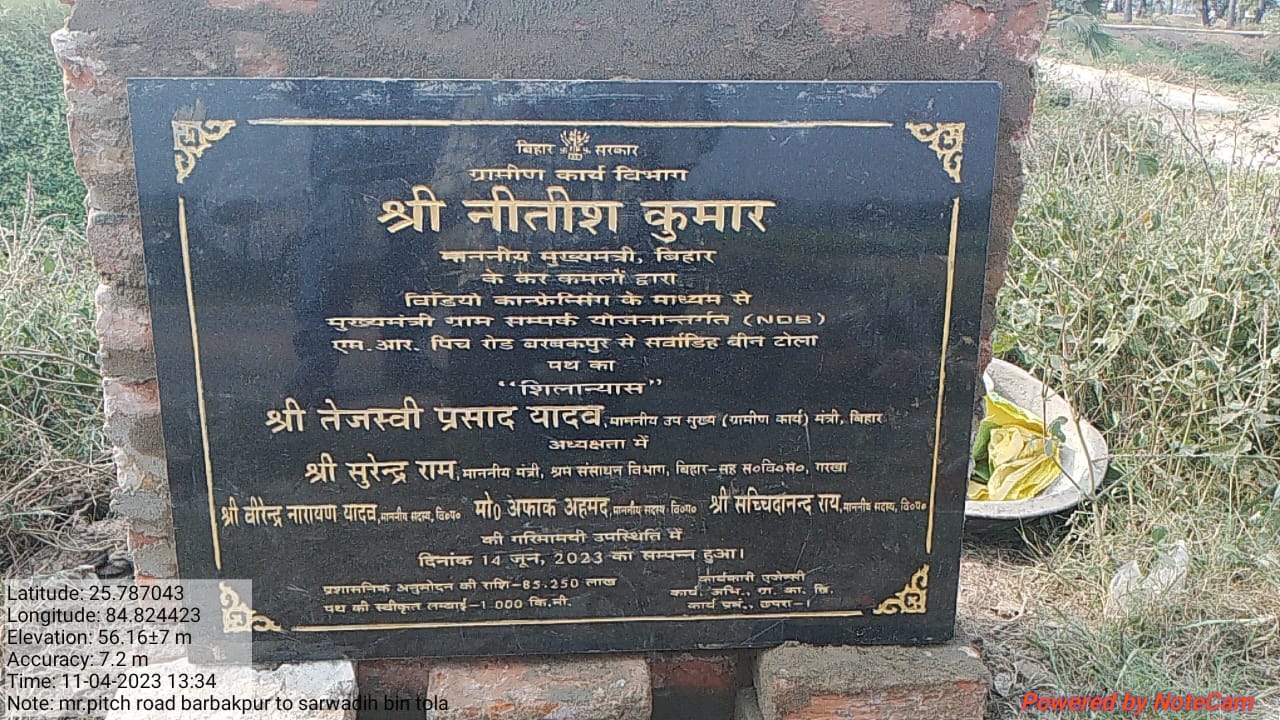 बिहार सरकार
ग्रामीण कार्य विभाग
श्री नीतीश कुमार
माननीय मुख्यमंत्री, बिहार
के कर कमलों द्वारा
विडियो कान्फ्रेन्सिंग के माध्यम से
मुख्यमंत्री ग्राम सम्पर्क योजनान्तर्गत (NDB)
एम.आर. पिच रोड बरबकपुर से सर्वाडिह बीन टोला
पथ का
“शिलान्यास”
श्री तेजस्वी प्रसाद यादव, माननीय उप मुख्य (ग्रामीण कार्य) मंत्री, बिहार
अध्यक्षता में
श्री सुरेन्द्र राम, माननीय मंत्री, श्रम संसाधन विभाग, बिहार-सह स०वि०स०, गरखा
श्री वीरेन्द्र नारायण यादव, माननीय सदस्य, वि०प० मो0 अफाक अहमद, माननीय सदस्य वि०प० श्री सच्चिदानन्द राय, माननीय सदस्य, वि०प०
की गरिमामयी उपस्थिति में
दिनांक 14 जून, 2023 का सम्पन्न हुआ।
प्रशासनिक अनुमोदन की राशि-85.250 लाख
पथ की स्वीकृत लम्बाई-1.000 कि.मी.
कार्यकारी एजेन्सी
कार्य. अभि., ग्रा. का. वि.
कार्य प्रम., छपरा-1
Latitude: 25.787043
Longitude: 84.824423
Elevation: 56.16±7 m
Accuracy: 7.2 m
Time: 11-04-2023 13:34
Note: mr.pitch road barbakpur to sarwadih bin tola
Powered by NoteCam